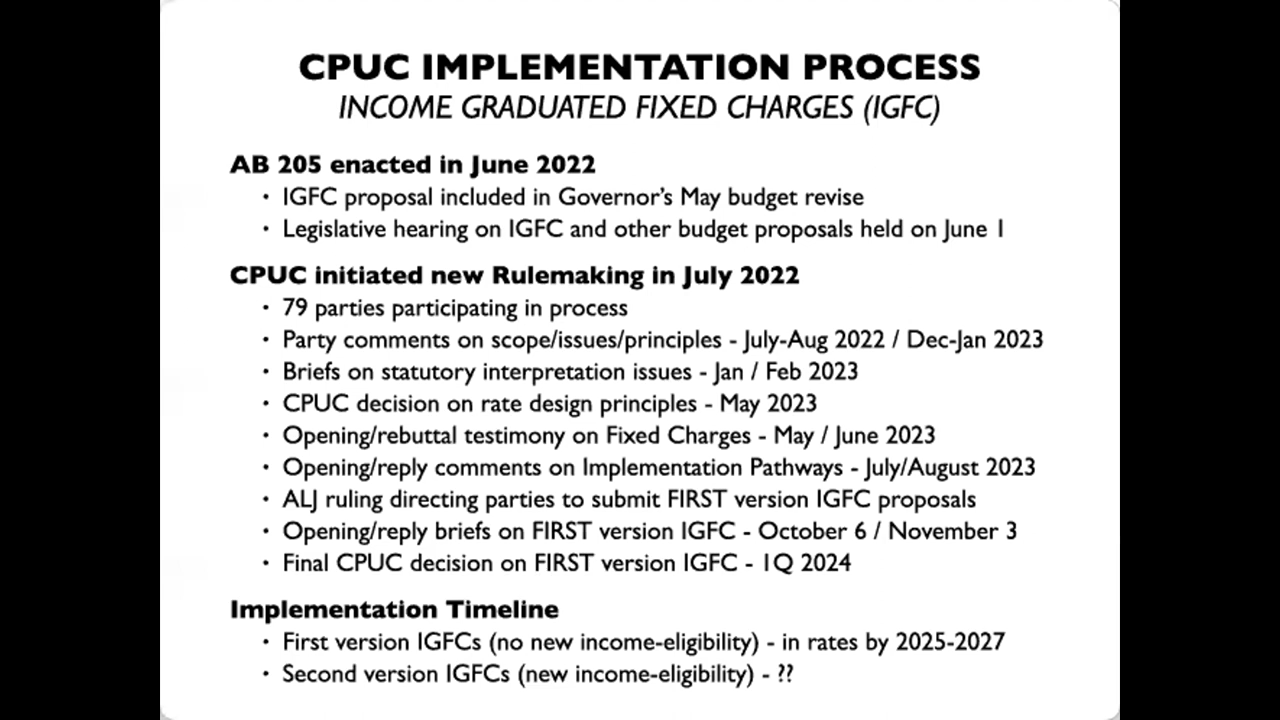 CPUC IMPLEMENTATION PROCESS
INCOME GRADUATED FIXED CHARGES (IGFC)
AB 205 enacted in June 2022
• IGFC proposal included in Governor's May budget revise
• Legislative hearing on IGFC and other budget proposals held on June 1
CPUC initiated new Rulemaking in July 2022
• 79 parties participating in process
• Party comments on scope/issues/principles - July-Aug 2022 / Dec-Jan 2023
• Briefs on statutory interpretation issues - Jan / Feb 2023
• CPUC decision on rate design principles - May 2023
• Opening/rebuttal testimony on Fixed Charges - May / June 2023
• Opening/reply comments on Implementation Pathways - July/August 2023
• ALJ ruling directing parties to submit FIRST version IGFC proposals
• Opening/reply briefs on FIRST version IGFC - October 6 / November 3
• Final CPUC decision on FIRST version IGFC - 1Q 2024
Implementation Timeline
• First version IGFCs (no new income-eligibility) - in rates by 2025-2027
• Second version IGFCs (new income-eligibility) - ??